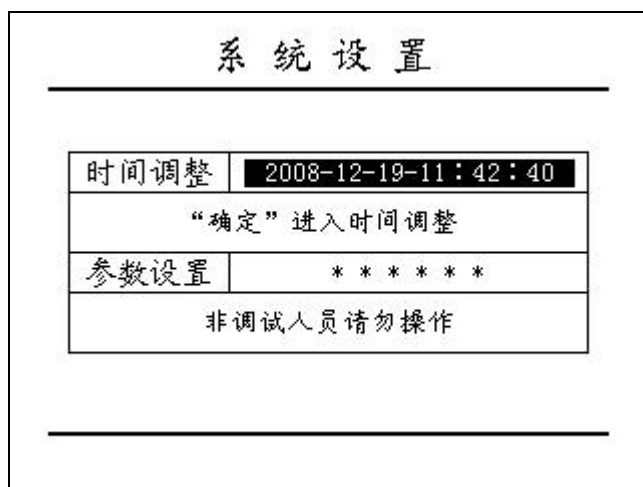 系统设置
时间调整 2008-12-19-11:42:40
“确定”进入时间调整
参数设置 ******
非调试人员请勿操作